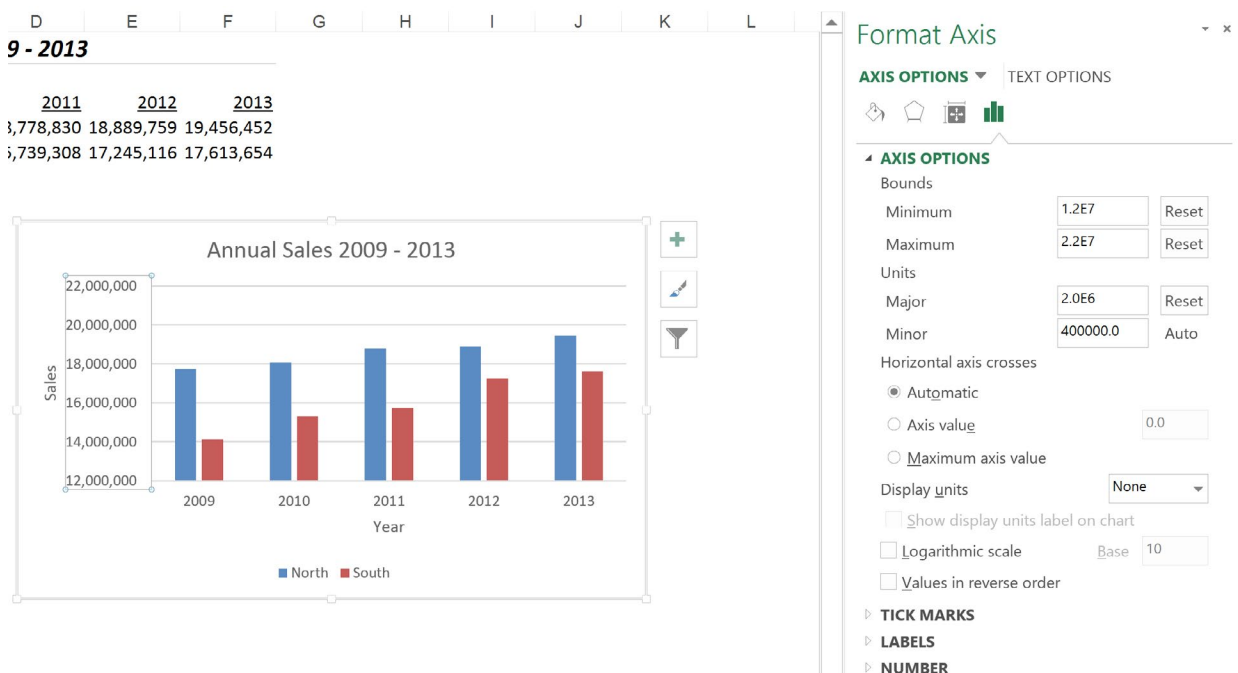 D E F G H I J K L
9 - 2013
2011 2012 2013
,778,830 18,889,759 19,456,452
,739,308 17,245,116 17,613,654
Annual Sales 2009 - 2013
22,000,000
20,000,000
18,000,000
16,000,000
14,000,000
12,000,000
Sales
2009 2010 2011 2012 2013
Year
North South
Format Axis
AXIS OPTIONS TEXT OPTIONS
AXIS OPTIONS
Bounds
Minimum 1.2E7 Reset
Maximum 2.2E7 Reset
Units
Major 2.0E6 Reset
Minor 400000.0 Auto
Horizontal axis crosses
Automatic
Axis value 0.0
Maximum axis value
Display units None
Show display units label on chart
Logarithmic scale Base 10
Values in reverse order
TICK MARKS
LABELS
NUMBER